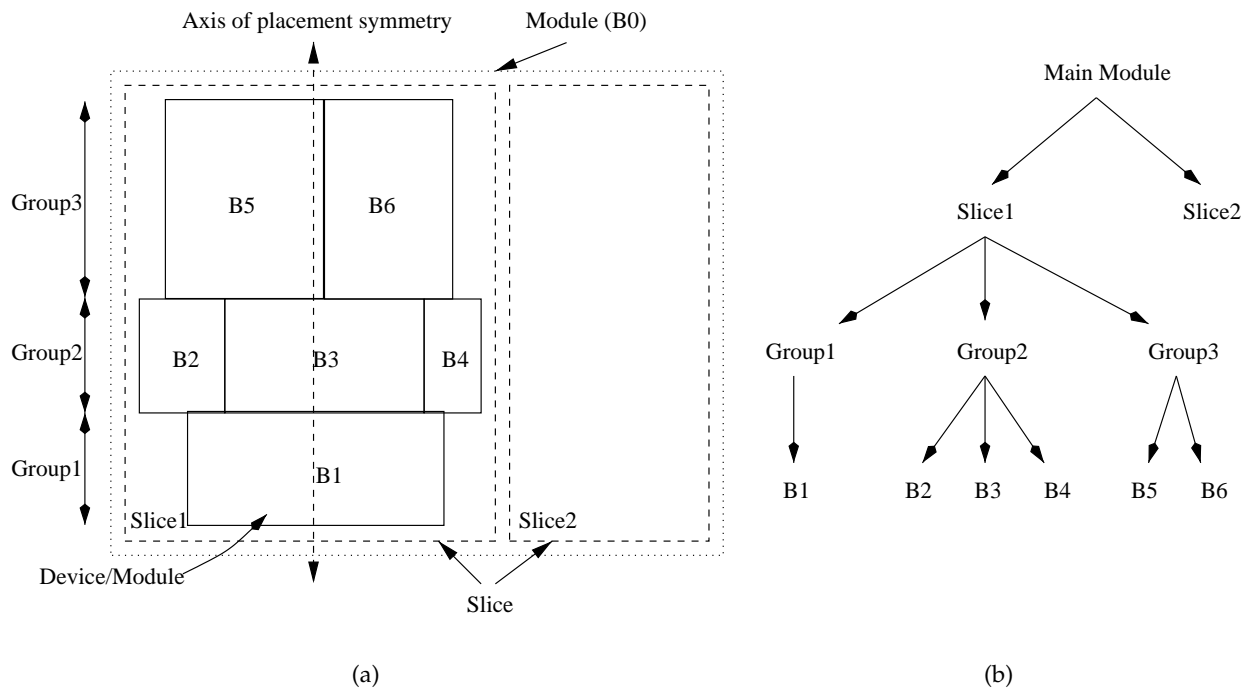 Axis of placement symmetry
Module (B0)
Group3
Group2
Group1
B5
B6
B2
B3
B4
B1
Slice1
Slice2
Device/Module
Slice
(a)
Main Module
Slice1
Slice2
Group1
Group2
Group3
B1
B2
B3
B4
B5
B6
(b)